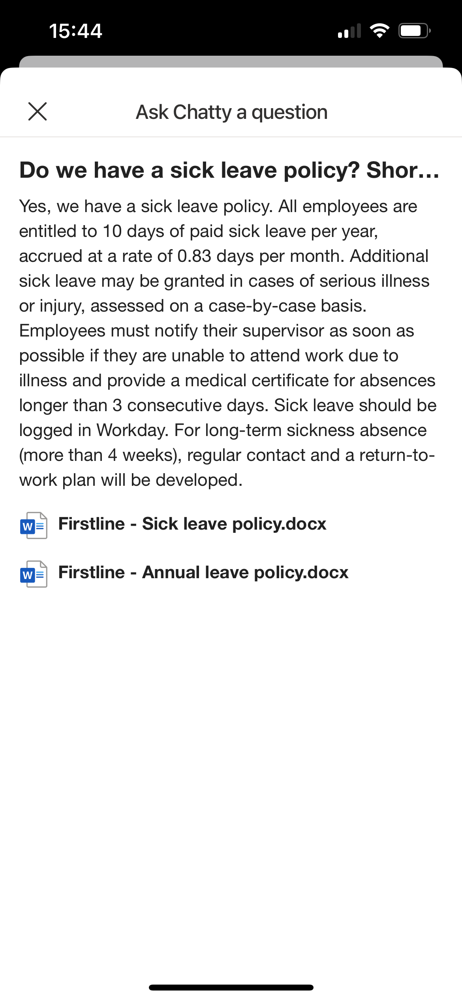 15:44
Ask Chatty a question
Do we have a sick leave policy? Shor...
Yes, we have a sick leave policy. All employees are
entitled to 10 days of paid sick leave per year,
accrued at a rate of 0.83 days per month. Additional
sick leave may be granted in cases of serious illness
or injury, assessed on a case-by-case basis.
Employees must notify their supervisor as soon as
possible if they are unable to attend work due to
illness and provide a medical certificate for absences
longer than 3 consecutive days. Sick leave should be
logged in Workday. For long-term sickness absence
(more than 4 weeks), regular contact and a return-to-
work plan will be developed.
W Firstline - Sick leave policy.docx
W Firstline - Annual leave policy.docx